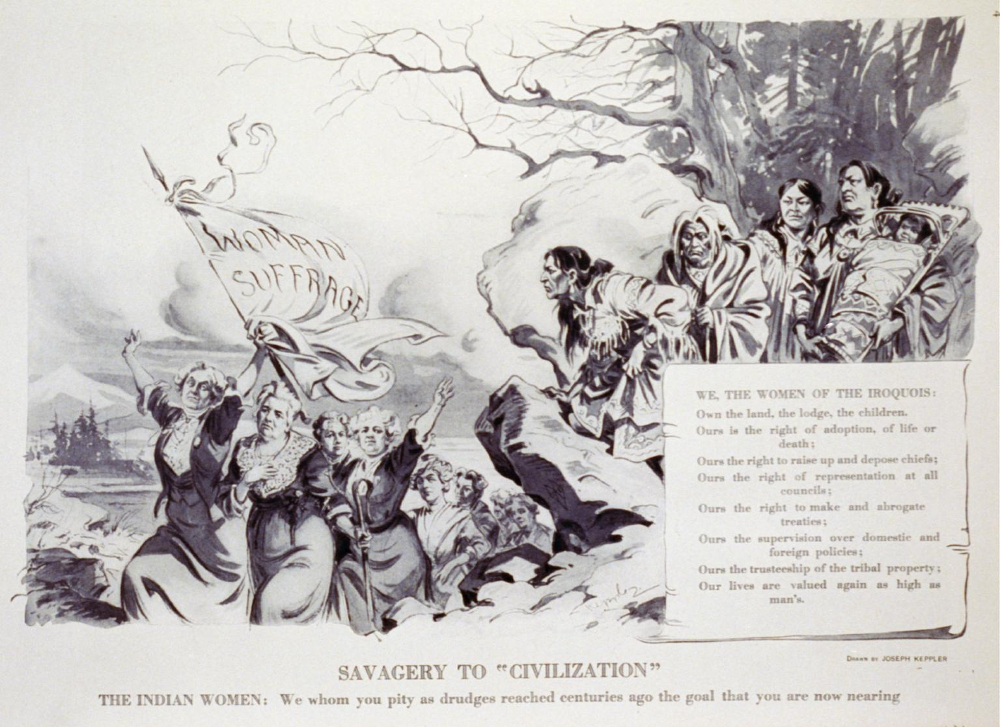 WOMAN
SUFFRAGE
WE, THE WOMEN OF THE IROQUOIS:
Own the land, the lodge, the children.
Ours is the right of adoption, of life or
death;
Ours the right to raise up and depose chiefs;
Ours the right of representation at all
councils;
Ours the right to make and abrogate
treaties;
Ours the supervision over domestic and
foreign policies;
Ours the trusteeship of the tribal property;
Our lives are valued again as high as
man's.
Keppler
DRAWN BY JOSEPH KEPPLER
SAVAGERY TO “CIVILIZATION”
THE INDIAN WOMEN: We whom you pity as drudges reached centuries ago the goal that you are now nearing